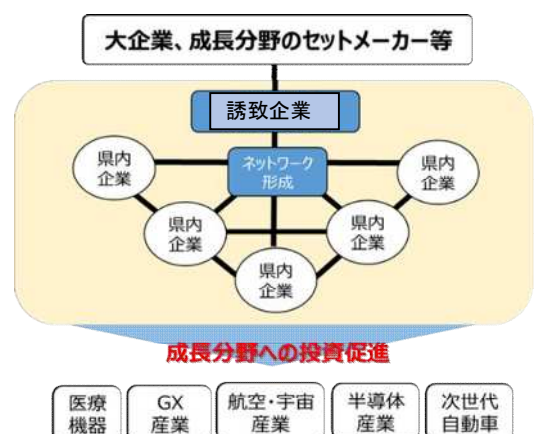 大企業、成長分野のセットメーカー等
誘致企業
ネットワーク
形成
県内
企業
県内
企業
県内
企業
県内
企業
県内
企業
成長分野への投資促進
医療
機器
GX
産業
航空・宇宙
産業
半導体
産業
次世代
自動車